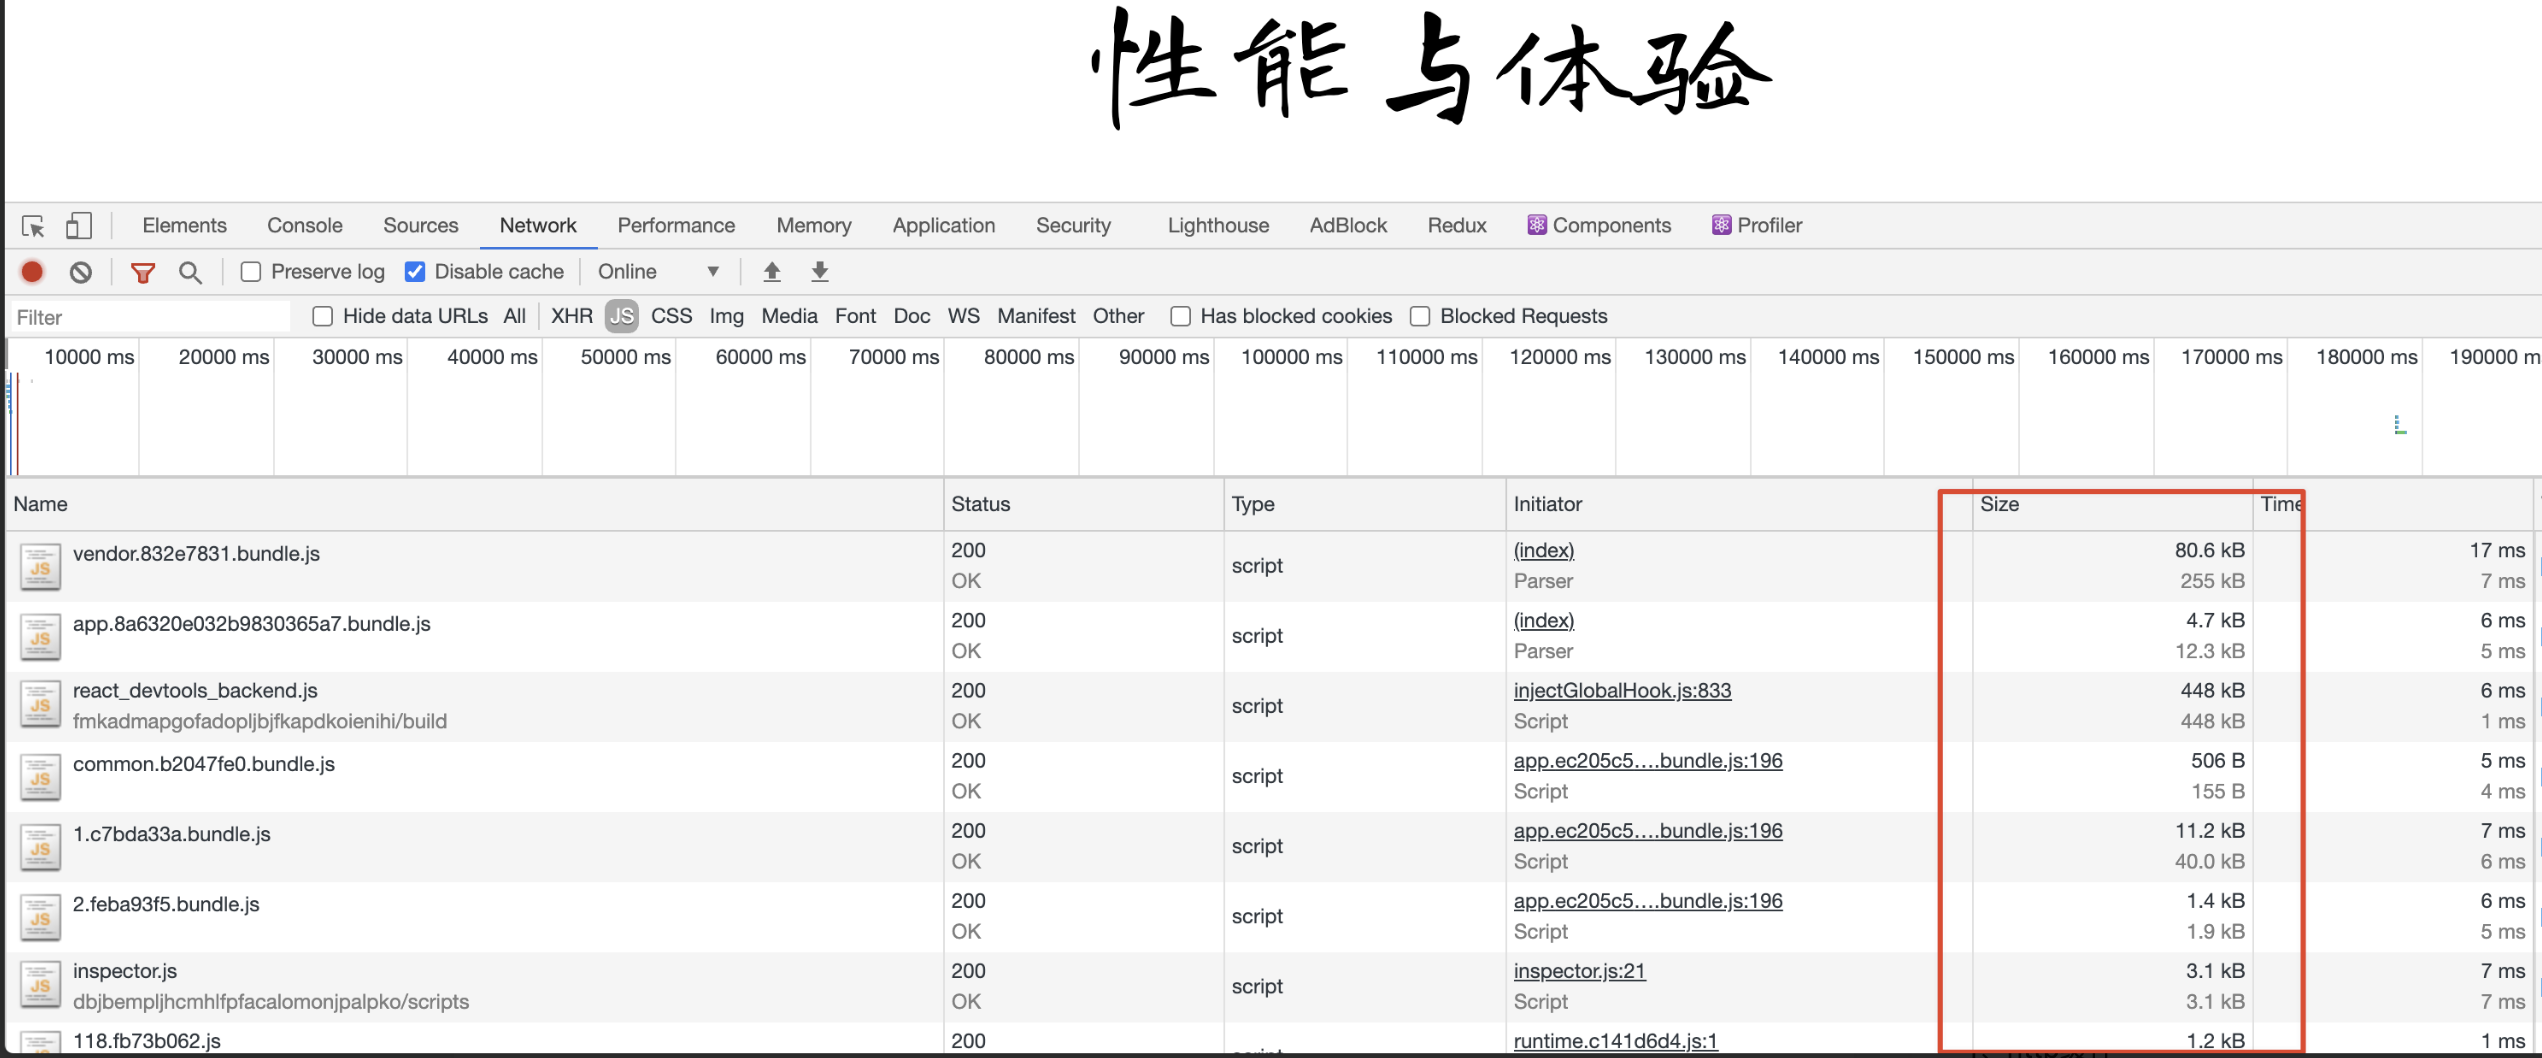 性能与体验
Elements Console Sources Network Performance Memory Application Security Lighthouse AdBlock Redux Components Profiler
Preserve log Disable cache Online
Filter Hide data URLs All XHR JS CSS Img Media Font Doc WS Manifest Other Has blocked cookies Blocked Requests
10000 ms 20000 ms 30000 ms 40000 ms 50000 ms 60000 ms 70000 ms 80000 ms 90000 ms 100000 ms 110000 ms 120000 ms 130000 ms 140000 ms 150000 ms 160000 ms 170000 ms 180000 ms 190000 m
Name Status Type Initiator Size Time
vendor.832e7831.bundle.js 200 script (index) 80.6 kB 17 ms
OK Parser 255 kB 7 ms
app.8a6320e032b9830365a7.bundle.js 200 script (index) 4.7 kB 6 ms
OK Parser 12.3 kB 5 ms
react_devtools_backend.js 200 script injectGlobalHook.js:833 448 kB 6 ms
fmkadmapgofadopljbjfkapdkoienihi/build OK Script 448 kB 1 ms
common.b2047fe0.bundle.js 200 script app.ec205c5….bundle.js:196 506 B 5 ms
OK Script 155 B 4 ms
1.c7bda33a.bundle.js 200 script app.ec205c5….bundle.js:196 11.2 kB 7 ms
OK Script 40.0 kB 6 ms
2.feba93f5.bundle.js 200 script app.ec205c5….bundle.js:196 1.4 kB 6 ms
OK Script 1.9 kB 5 ms
inspector.js 200 script inspector.js:21 3.1 kB 7 ms
dbjbempljhcmhlfpfacalomonjpalpko/scripts OK Script 3.1 kB 7 ms
118.fb73b062.js 200 runtime.c141d6d4.js:1 1.2 kB 1 ms